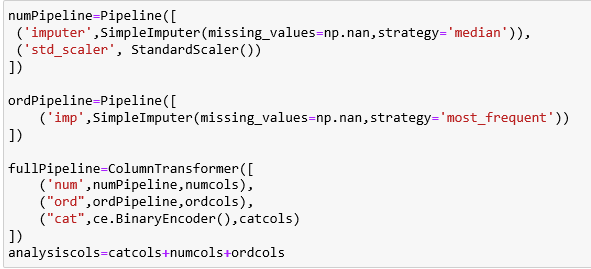 numPipeline=Pipeline([
 ('imputer',SimpleImputer(missing_values=np.nan,strategy='median')),
 ('std_scaler', StandardScaler())
])

ordPipeline=Pipeline([
    ('imp',SimpleImputer(missing_values=np.nan,strategy='most_frequent'))
])

fullPipeline=ColumnTransformer([
    ('num',numPipeline,numcols),
    ("ord",ordPipeline,ordcols),
    ("cat",ce.BinaryEncoder(),catcols)
])
analysiscols=catcols+numcols+ordcols